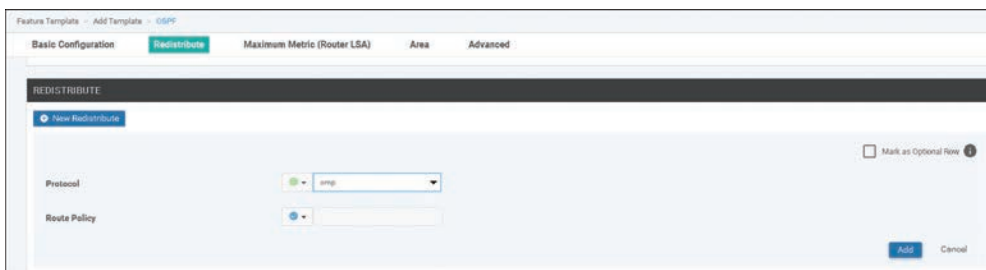 Feature Template > Add Template > OSPF
Basic Configuration Redistribute Maximum Metric (Router LSA) Area Advanced
REDISTRIBUTE
New Redistribute
Mark as Optional Row
Protocol omp
Route Policy
Add Cancel